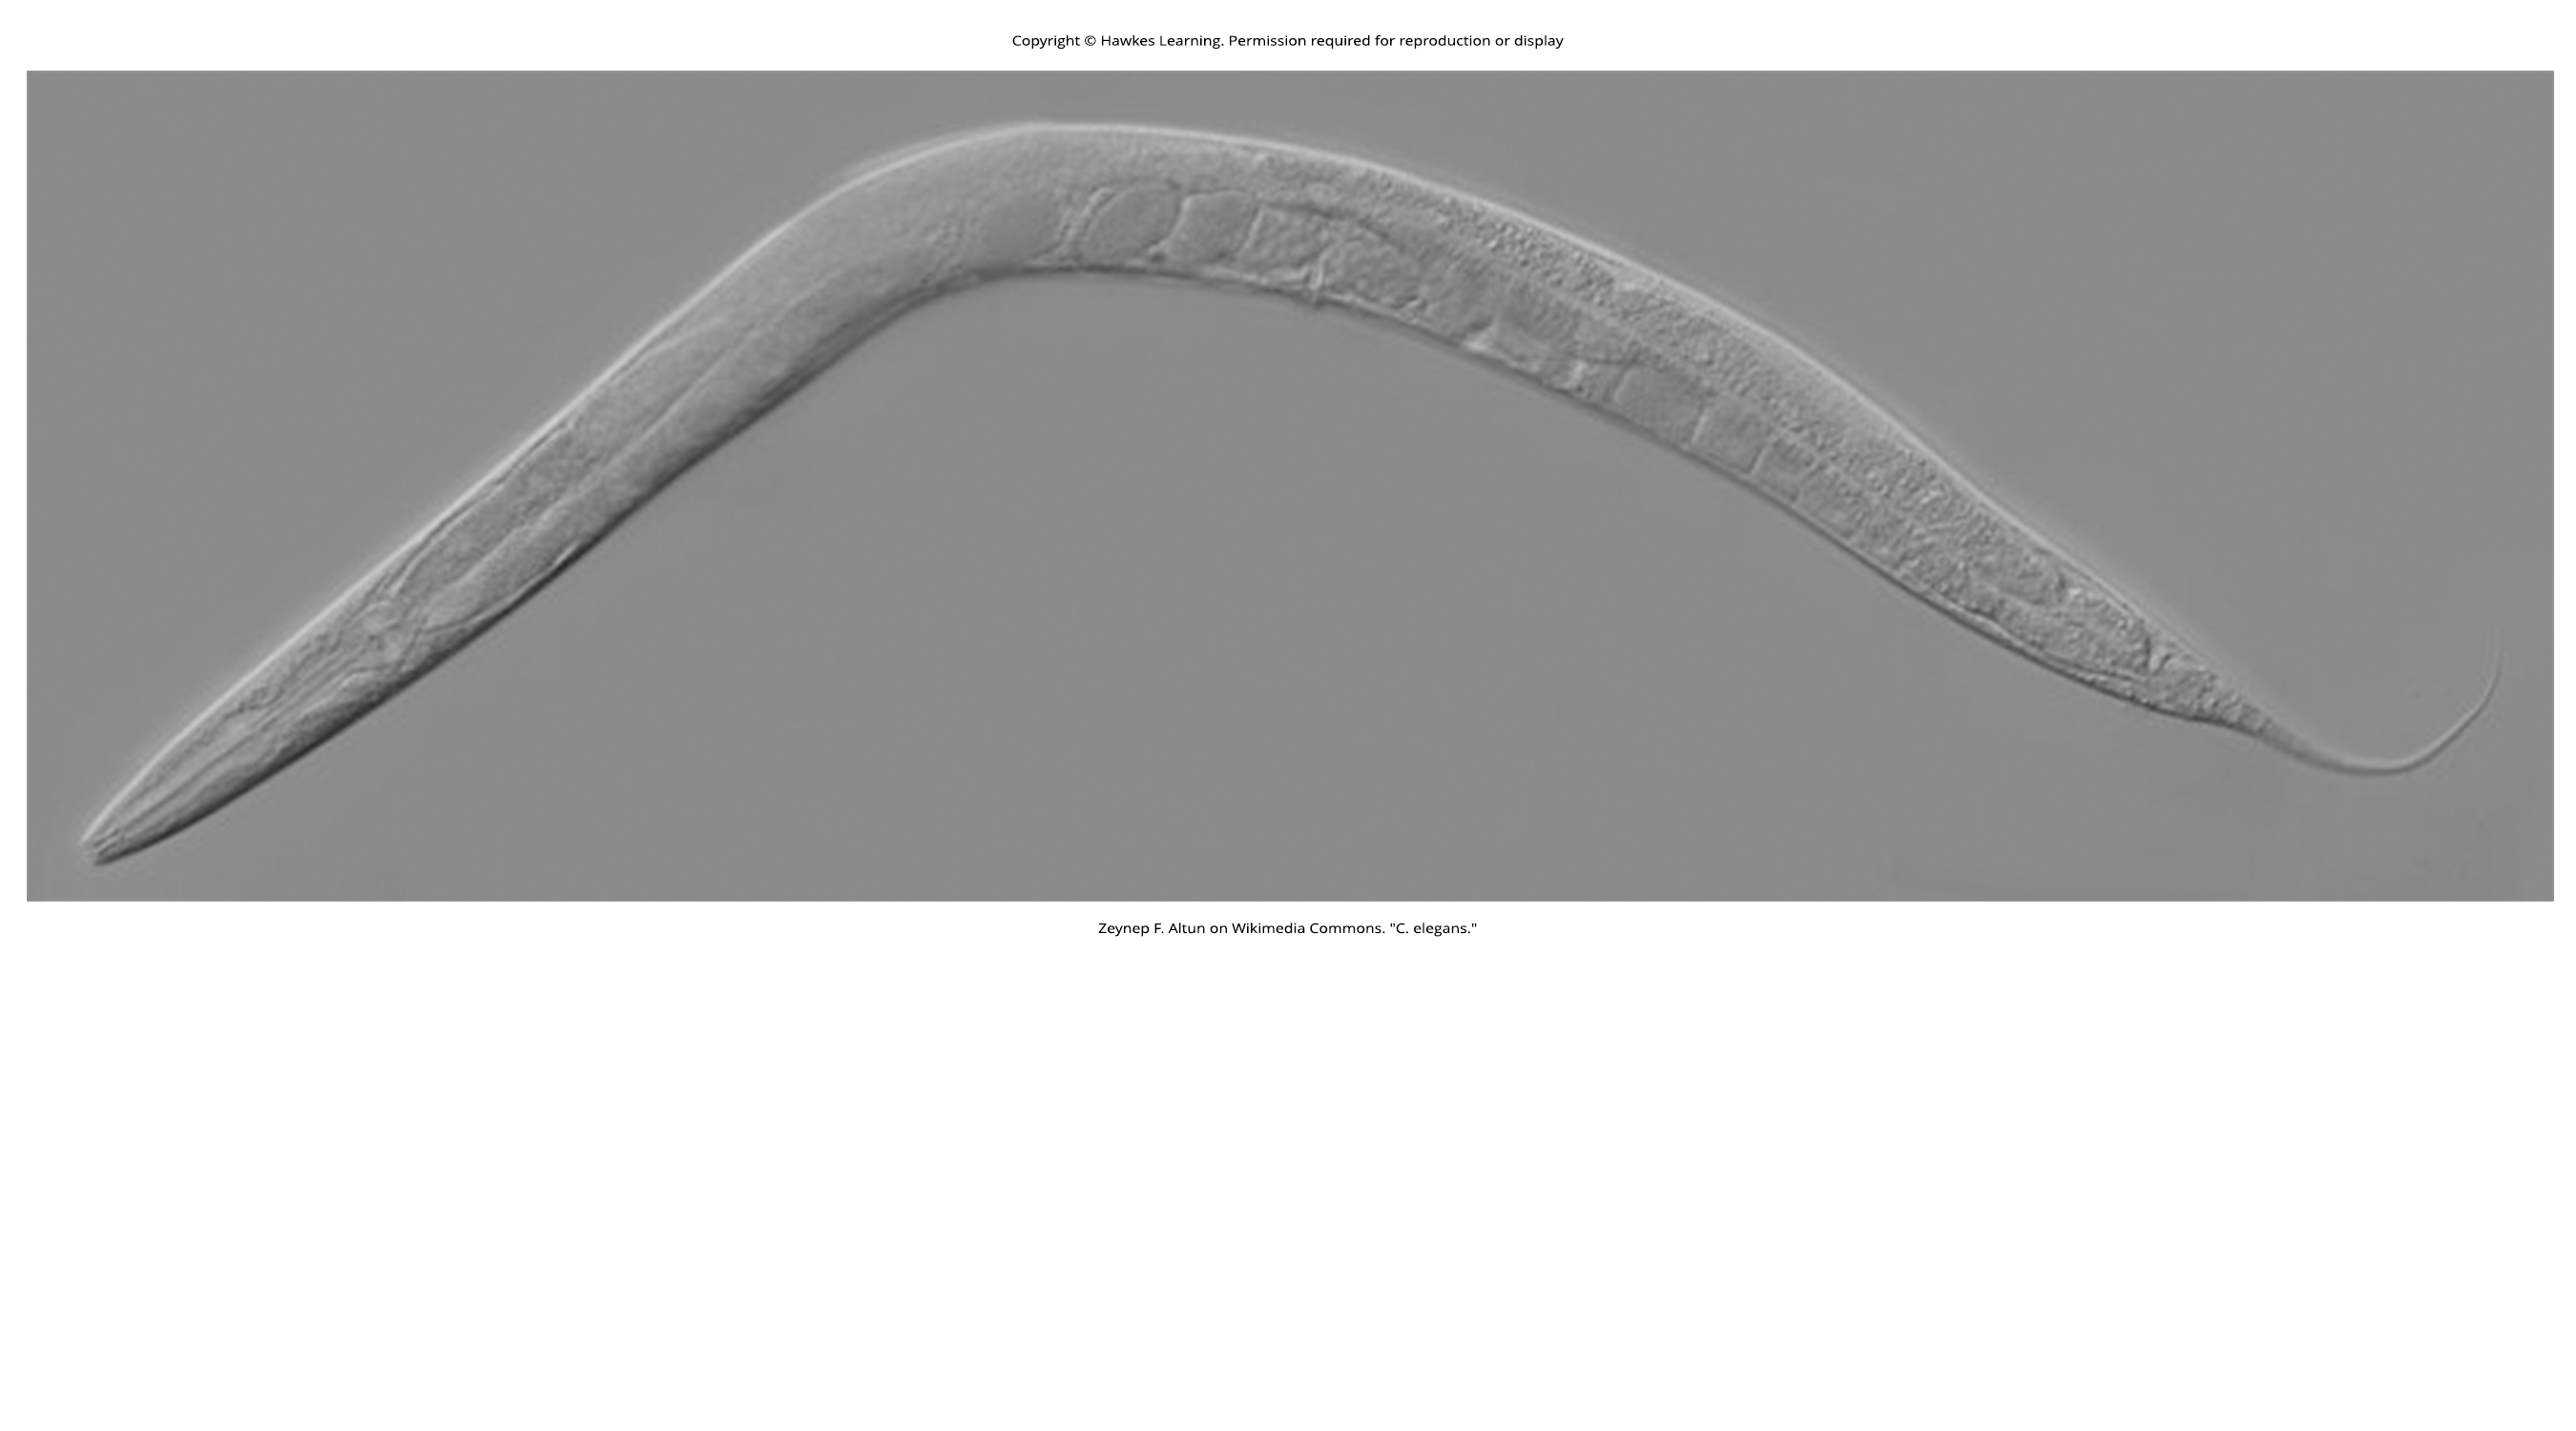 Copyright © Hawkes Learning. Permission required for reproduction or display
Zeynep F. Altun on Wikimedia Commons. "C. elegans."